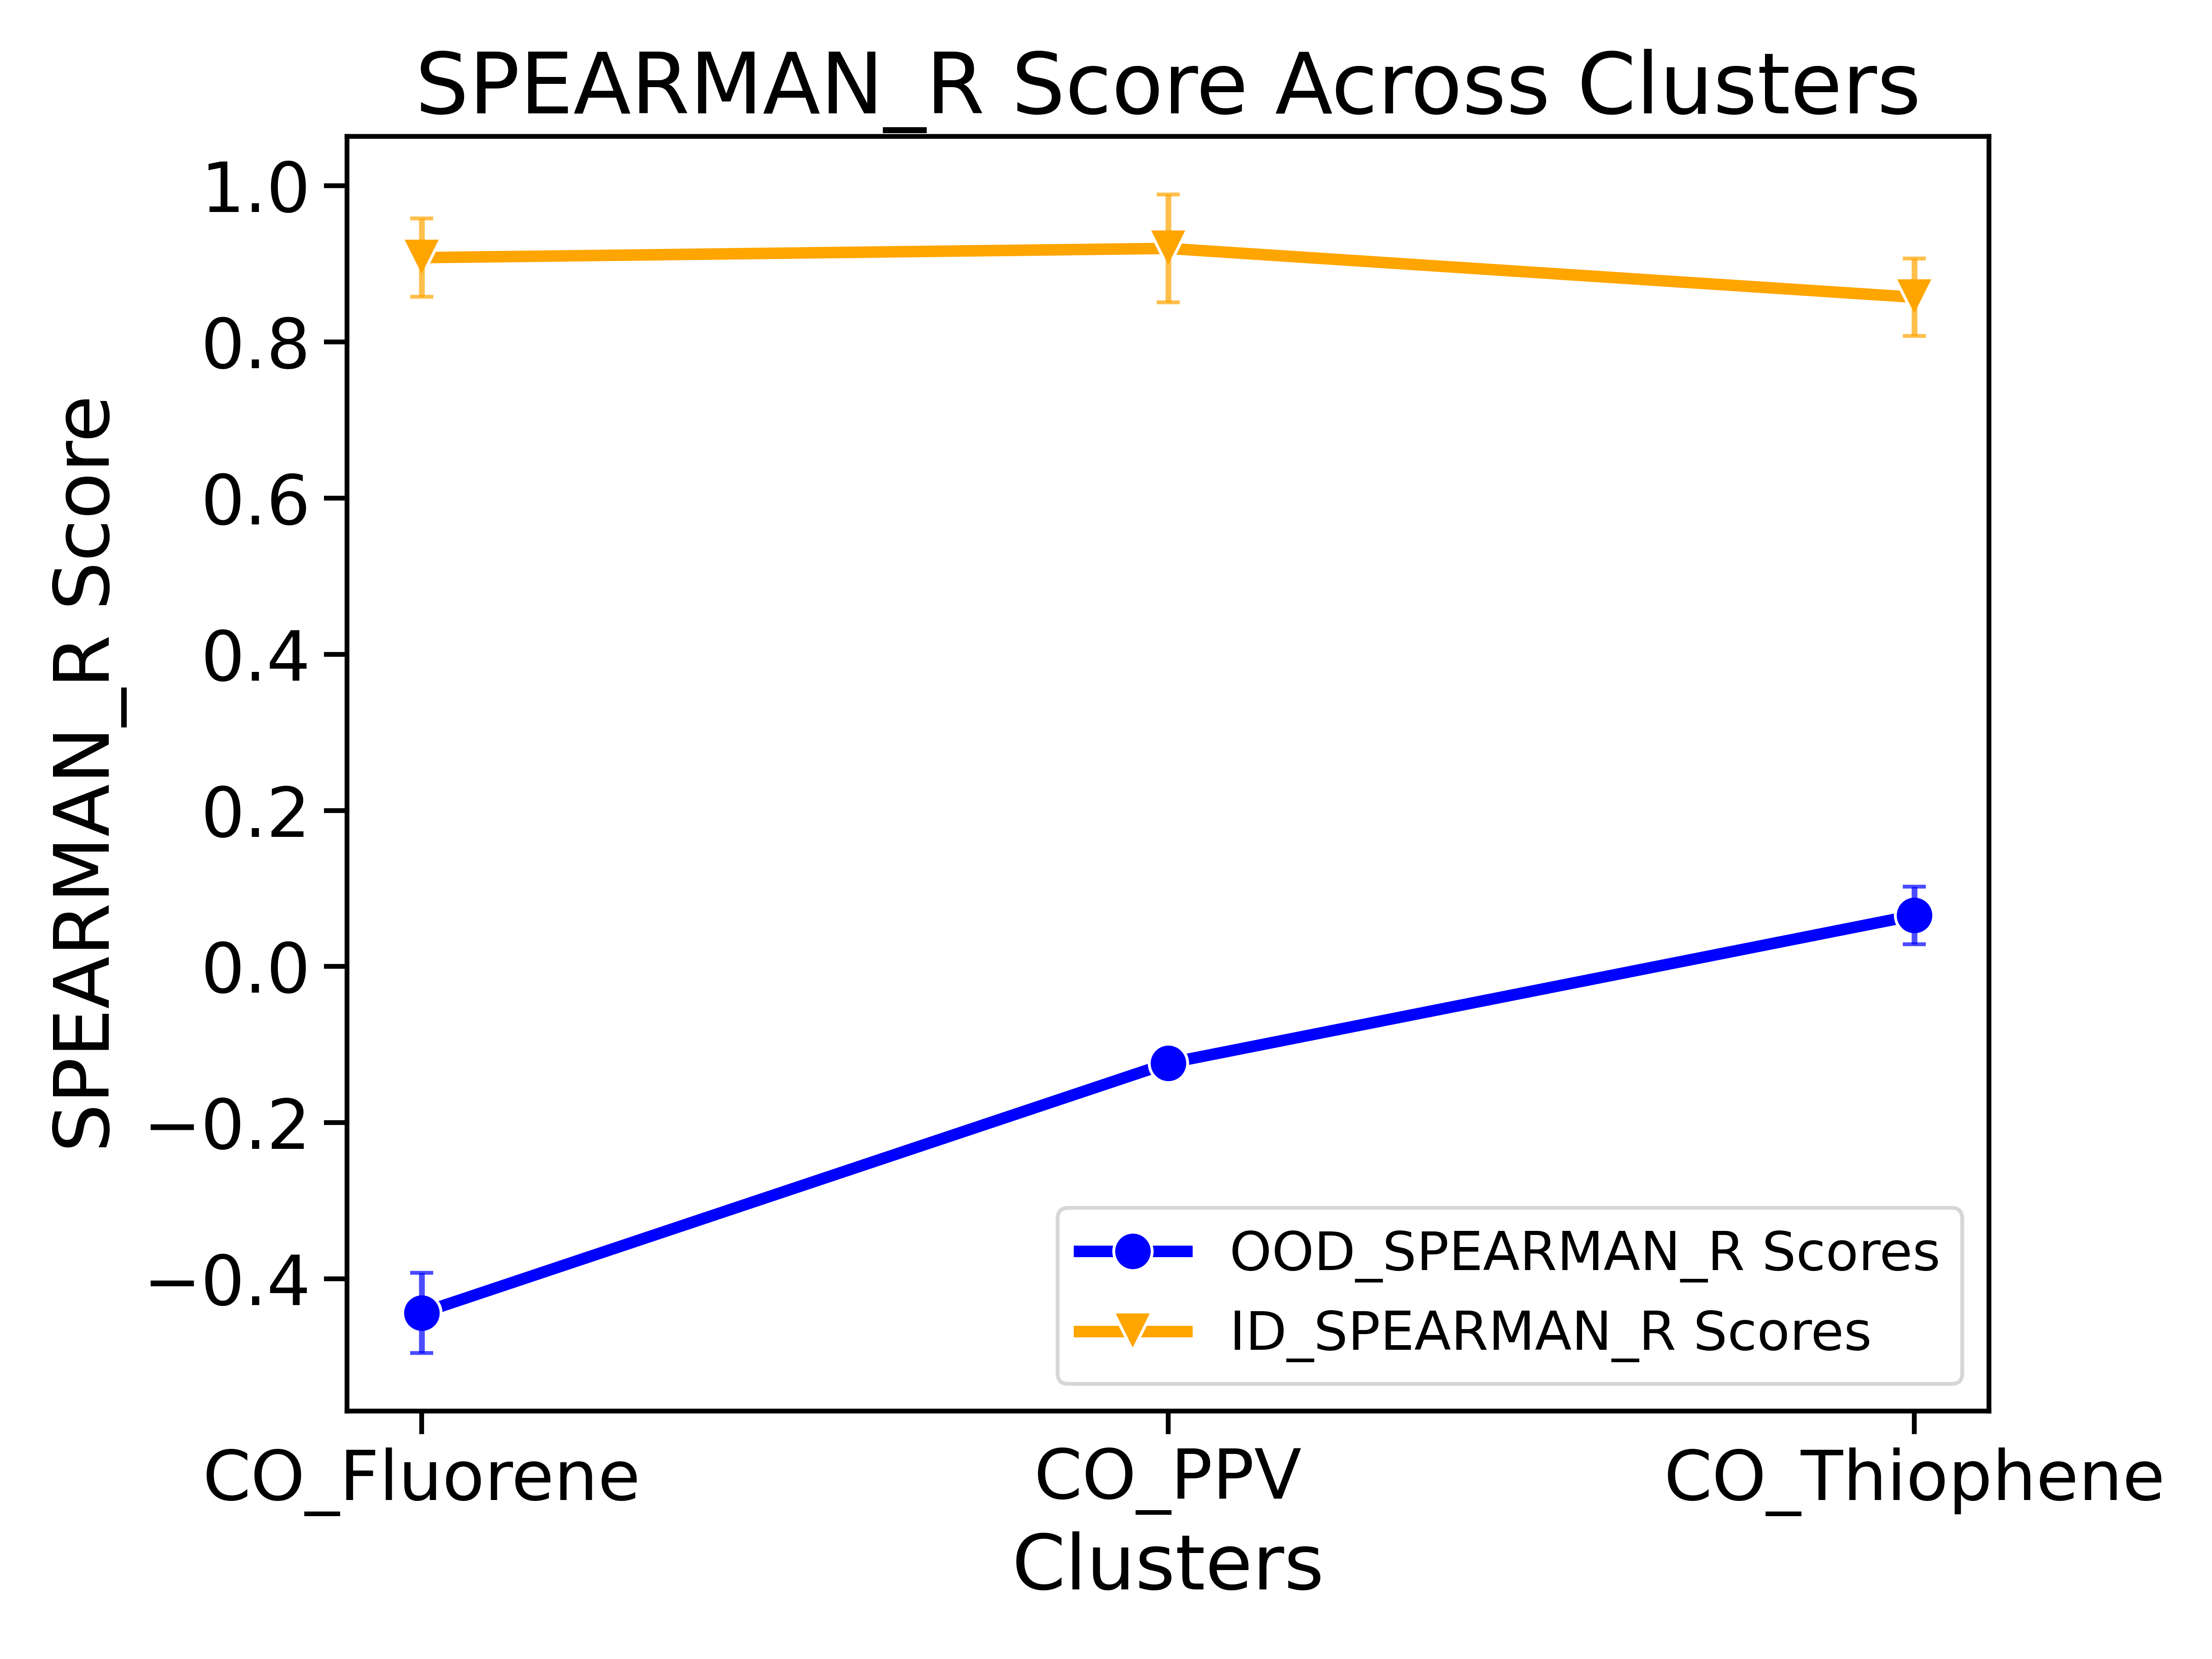 SPEARMAN_R Score Across Clusters
SPEARMAN_R Score
1.0
0.8
0.6
0.4
0.2
0.0
−0.2
−0.4
OOD_SPEARMAN_R Scores
ID_SPEARMAN_R Scores
CO_Fluorene
CO_PPV
CO_Thiophene
Clusters